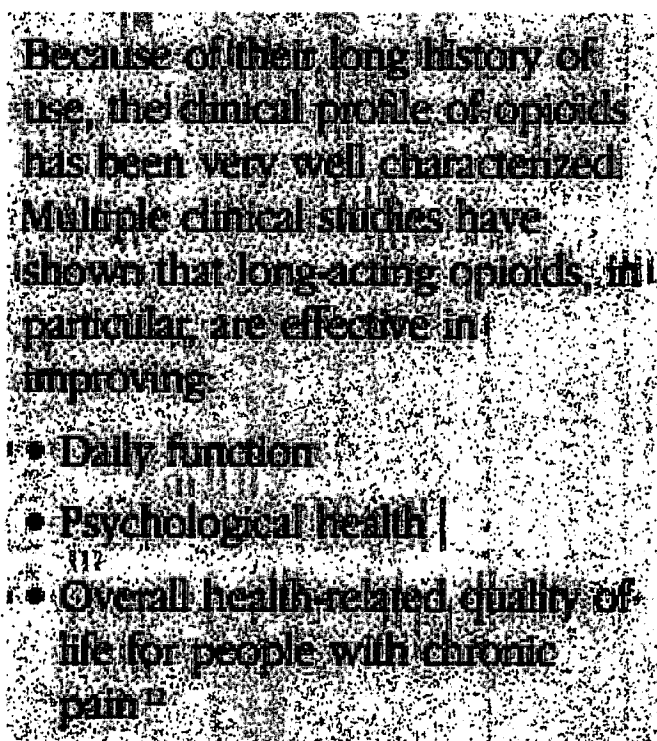 Because of their long history of
use, the clinical profile of opioids
has been very well characterized.
Multiple clinical studies have
shown that long-acting opioids, in
particular, are effective in
improving:
• Daily function
• Psychological health
• Overall health-related quality of
life for people with chronic
pain¹²